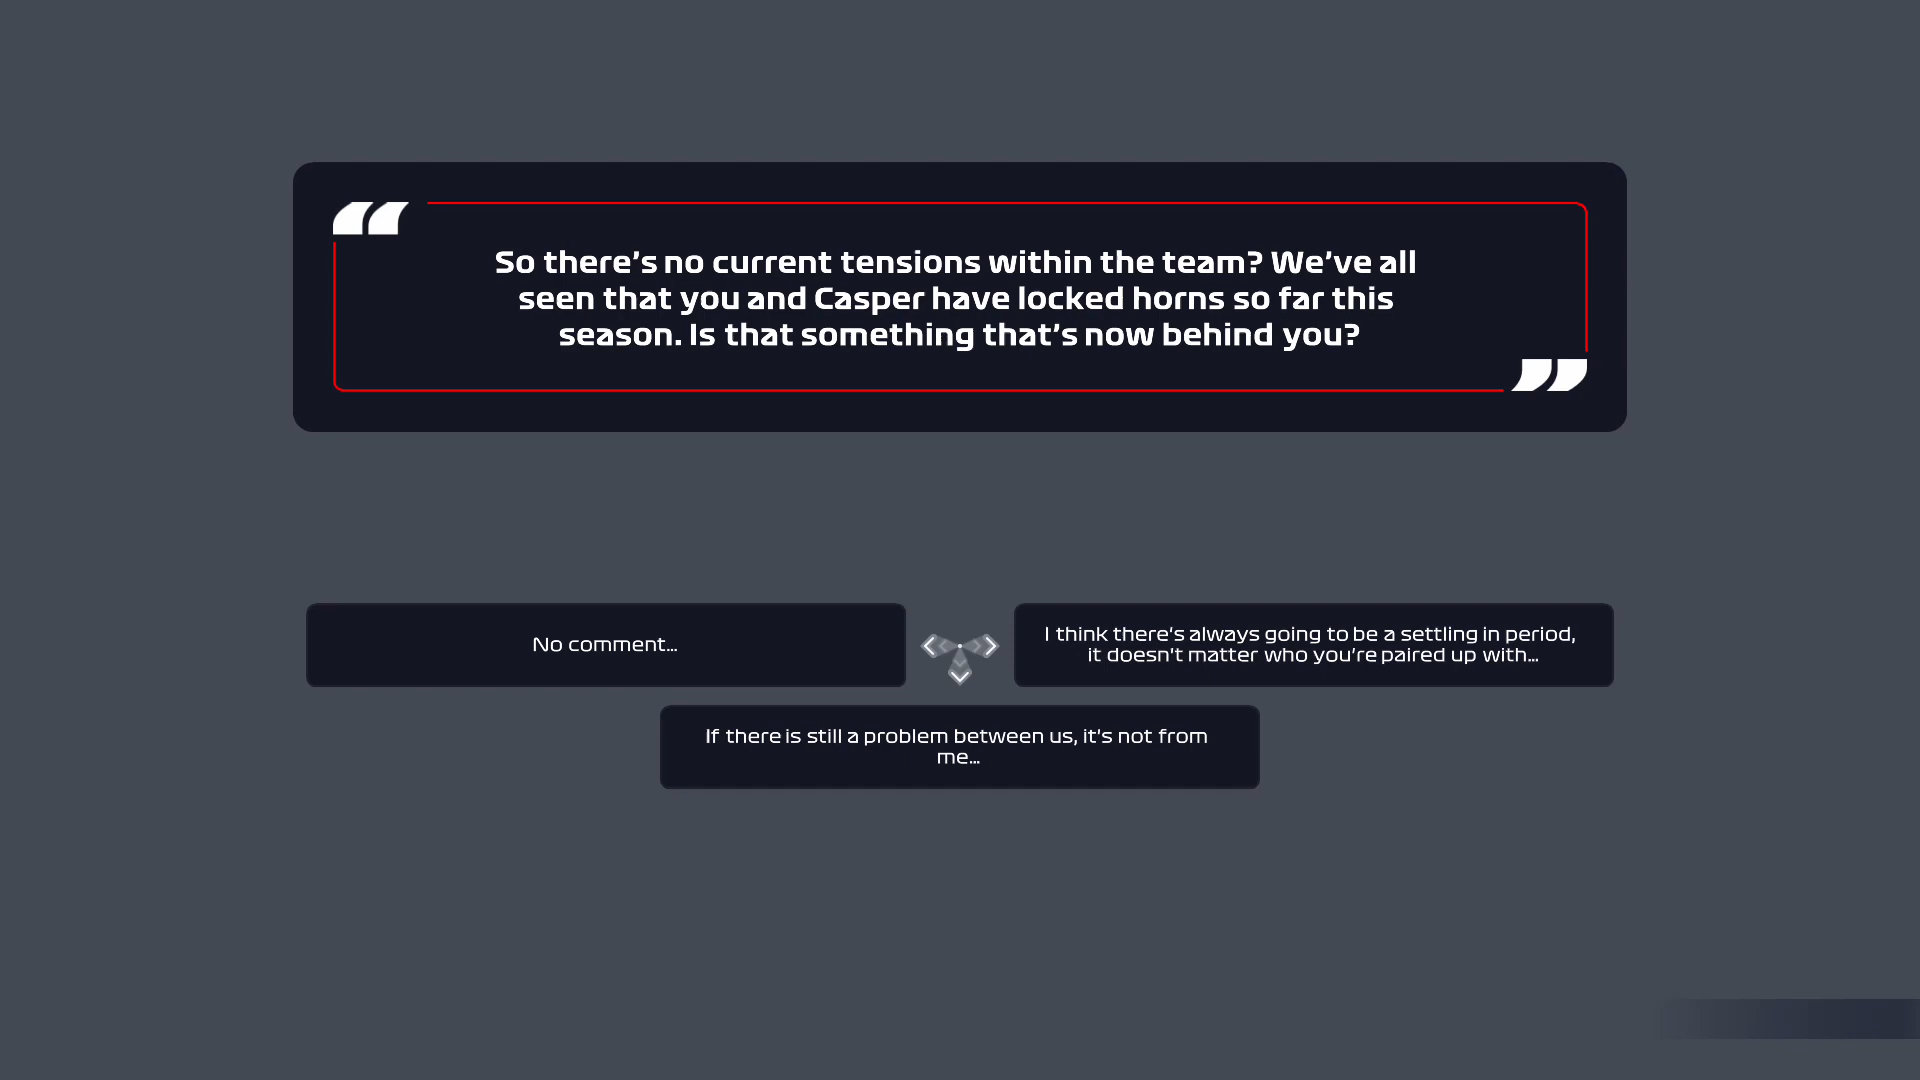 So there's no current tensions within the team? We've all
seen that you and Casper have locked horns so far this
season. Is that something that's now behind you?
No comment...
I think there's always going to be a settling in period,
it doesn't matter who you're paired up with...
If there is still a problem between us, it's not from
me...